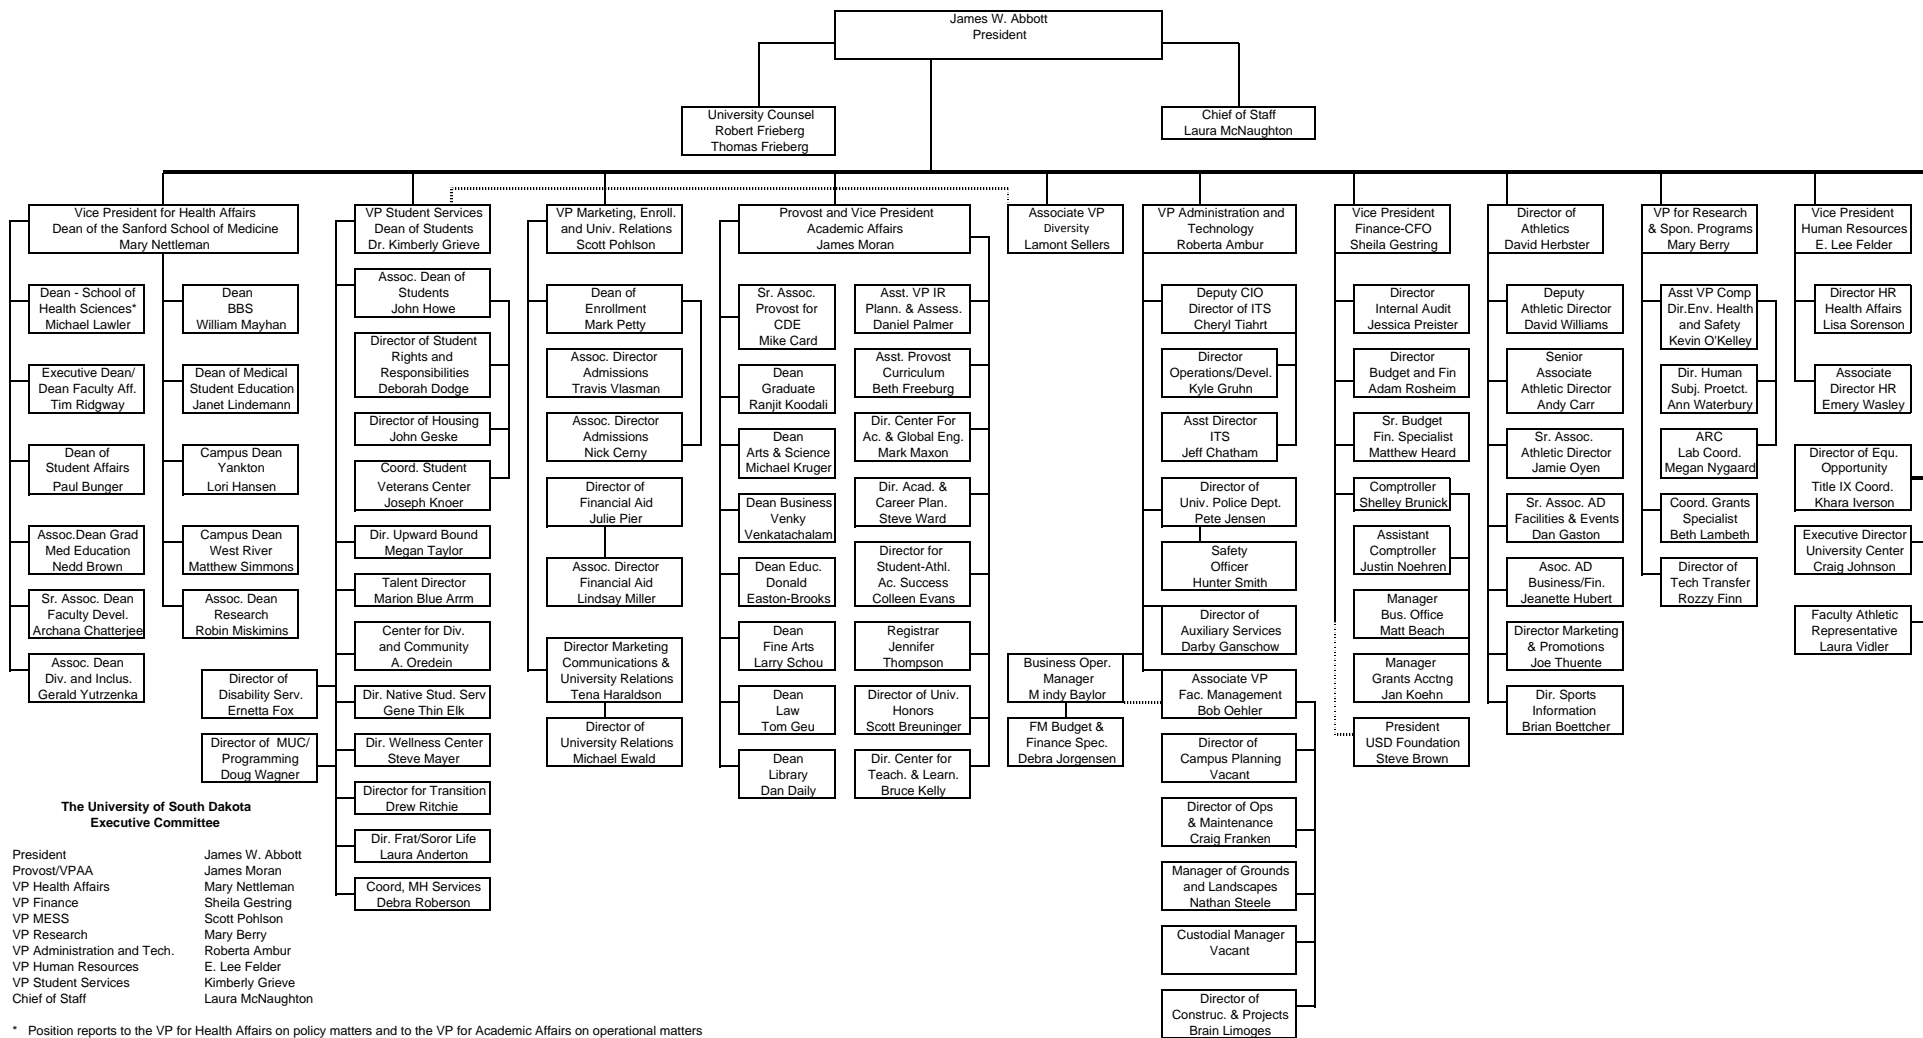 James W. Abbott
President
University Counsel
Robert Frieberg
Thomas Frieberg
Chief of Staff
Laura McNaughton
Vice President for Health Affairs
Dean of the Sanford School of Medicine
Mary Nettleman
Dean - School of
Health Sciences*
Michael Lawler
Executive Dean/
Dean Faculty Aff.
Tim Ridgway
Dean of
Student Affairs
Paul Bunger
Assoc.Dean Grad
Med Education
Nedd Brown
Sr. Assoc. Dean
Faculty Devel.
Archana Chatterjee
Assoc. Dean
Div. and Inclus.
Gerald Yutrzenka
Dean
BBS
William Mayhan
Dean of Medical
Student Education
Janet Lindemann
Campus Dean
Yankton
Lori Hansen
Campus Dean
West River
Matthew Simmons
Assoc. Dean
Research
Robin Miskimins
VP Student Services
Dean of Students
Dr. Kimberly Grieve
Assoc. Dean of
Students
John Howe
Director of Student
Rights and
Responsibilities
Deborah Dodge
Director of Housing
John Geske
Coord. Student
Veterans Center
Joseph Knoer
Dir. Upward Bound
Megan Taylor
Talent Director
Marion Blue Arrm
Center for Div.
and Community
A. Oredein
Director of
Disability Serv.
Ernetta Fox
Dir. Native Stud. Serv
Gene Thin Elk
Director of MUC/
Programming
Doug Wagner
Dir. Wellness Center
Steve Mayer
Director for Transition
Drew Ritchie
Dir. Frat/Soror Life
Laura Anderton
Coord, MH Services
Debra Roberson
VP Marketing, Enroll.
and Univ. Relations
Scott Pohlson
Dean of
Enrollment
Mark Petty
Assoc. Director
Admissions
Travis Vlasman
Assoc. Director
Admissions
Nick Cerny
Director of
Financial Aid
Julie Pier
Assoc. Director
Financial Aid
Lindsay Miller
Director Marketing
Communications &
University Relations
Tena Haraldson
Director of
University Relations
Michael Ewald
Provost and Vice President
Academic Affairs
James Moran
Sr. Assoc.
Provost for
CDE
Mike Card
Dean
Graduate
Ranjit Koodali
Dean
Arts & Science
Michael Kruger
Dean Business
Venky
Venkatachalam
Dean Educ.
Donald
Easton-Brooks
Dean
Fine Arts
Larry Schou
Dean
Law
Tom Geu
Dean
Library
Dan Daily
Asst. VP IR
Plann. & Assess.
Daniel Palmer
Asst. Provost
Curriculum
Beth Freeburg
Dir. Center For
Ac. & Global Eng.
Mark Maxon
Dir. Acad. &
Career Plan.
Steve Ward
Director for
Student-Athl.
Ac. Success
Colleen Evans
Registrar
Jennifer
Thompson
Director of Univ.
Honors
Scott Breuninger
Dir. Center for
Teach. & Learn.
Bruce Kelly
Associate VP
Diversity
Lamont Sellers
VP Administration and
Technology
Roberta Ambur
Deputy CIO
Director of ITS
Cheryl Tiahrt
Director
Operations/Devel.
Kyle Gruhn
Asst Director
ITS
Jeff Chatham
Director of
Univ. Police Dept.
Pete Jensen
Safety
Officer
Hunter Smith
Director of
Auxiliary Services
Darby Ganschow
Business Oper.
Manager
M indy Baylor
FM Budget &
Finance Spec.
Debra Jorgensen
Associate VP
Fac. Management
Bob Oehler
Director of
Campus Planning
Vacant
Director of Ops
& Maintenance
Craig Franken
Manager of Grounds
and Landscapes
Nathan Steele
Custodial Manager
Vacant
Director of
Construc. & Projects
Brain Limoges
Vice President
Finance-CFO
Sheila Gestring
Director
Internal Audit
Jessica Preister
Director
Budget and Fin
Adam Rosheim
Sr. Budget
Fin. Specialist
Matthew Heard
Comptroller
Shelley Brunick
Assistant
Comptroller
Justin Noehren
Manager
Bus. Office
Matt Beach
Manager
Grants Acctng
Jan Koehn
President
USD Foundation
Steve Brown
Director of
Athletics
David Herbster
Deputy
Athletic Director
David Williams
Senior
Associate
Athletic Director
Andy Carr
Sr. Assoc.
Athletic Director
Jamie Oyen
Sr. Assoc. AD
Facilities & Events
Dan Gaston
Asoc. AD
Business/Fin.
Jeanette Hubert
Director Marketing
& Promotions
Joe Thuente
Dir. Sports
Information
Brian Boettcher
VP for Research
& Spon. Programs
Mary Berry
Asst VP Comp
Dir.Env. Health
and Safety
Kevin O'Kelley
Dir. Human
Subj. Proetct.
Ann Waterbury
ARC
Lab Coord.
Megan Nygaard
Coord. Grants
Specialist
Beth Lambeth
Director of
Tech Transfer
Rozzy Finn
Vice President
Human Resources
E. Lee Felder
Director HR
Health Affairs
Lisa Sorenson
Associate
Director HR
Emery Wasley
Director of Equ.
Opportunity
Title IX Coord.
Khara Iverson
Executive Director
University Center
Craig Johnson
Faculty Athletic
Representative
Laura Vidler
The University of South Dakota
Executive Committee
President James W. Abbott
Provost/VPAA James Moran
VP Health Affairs Mary Nettleman
VP Finance Sheila Gestring
VP MESS Scott Pohlson
VP Research Mary Berry
VP Administration and Tech. Roberta Ambur
VP Human Resources E. Lee Felder
VP Student Services Kimberly Grieve
Chief of Staff Laura McNaughton
* Position reports to the VP for Health Affairs on policy matters and to the VP for Academic Affairs on operational matters